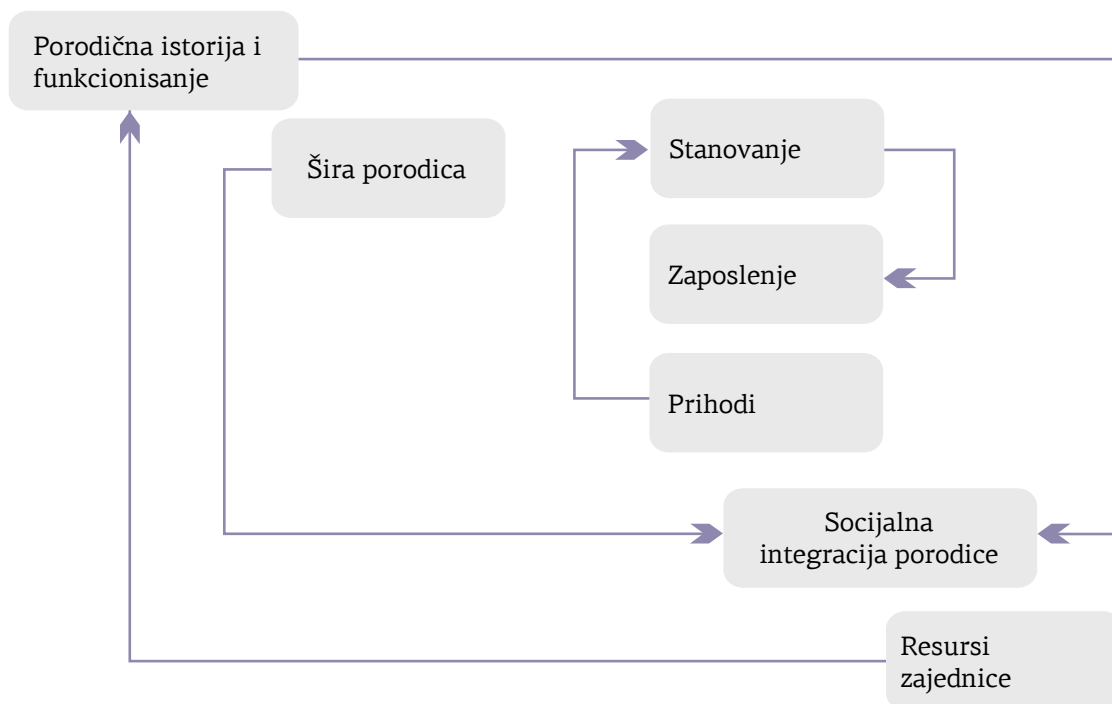 Porodična istorija i
funkcionisanje
Šira porodica
Stanovanje
Zaposlenje
Prihodi
Socijalna
integracija porodice
Resursi
zajednice